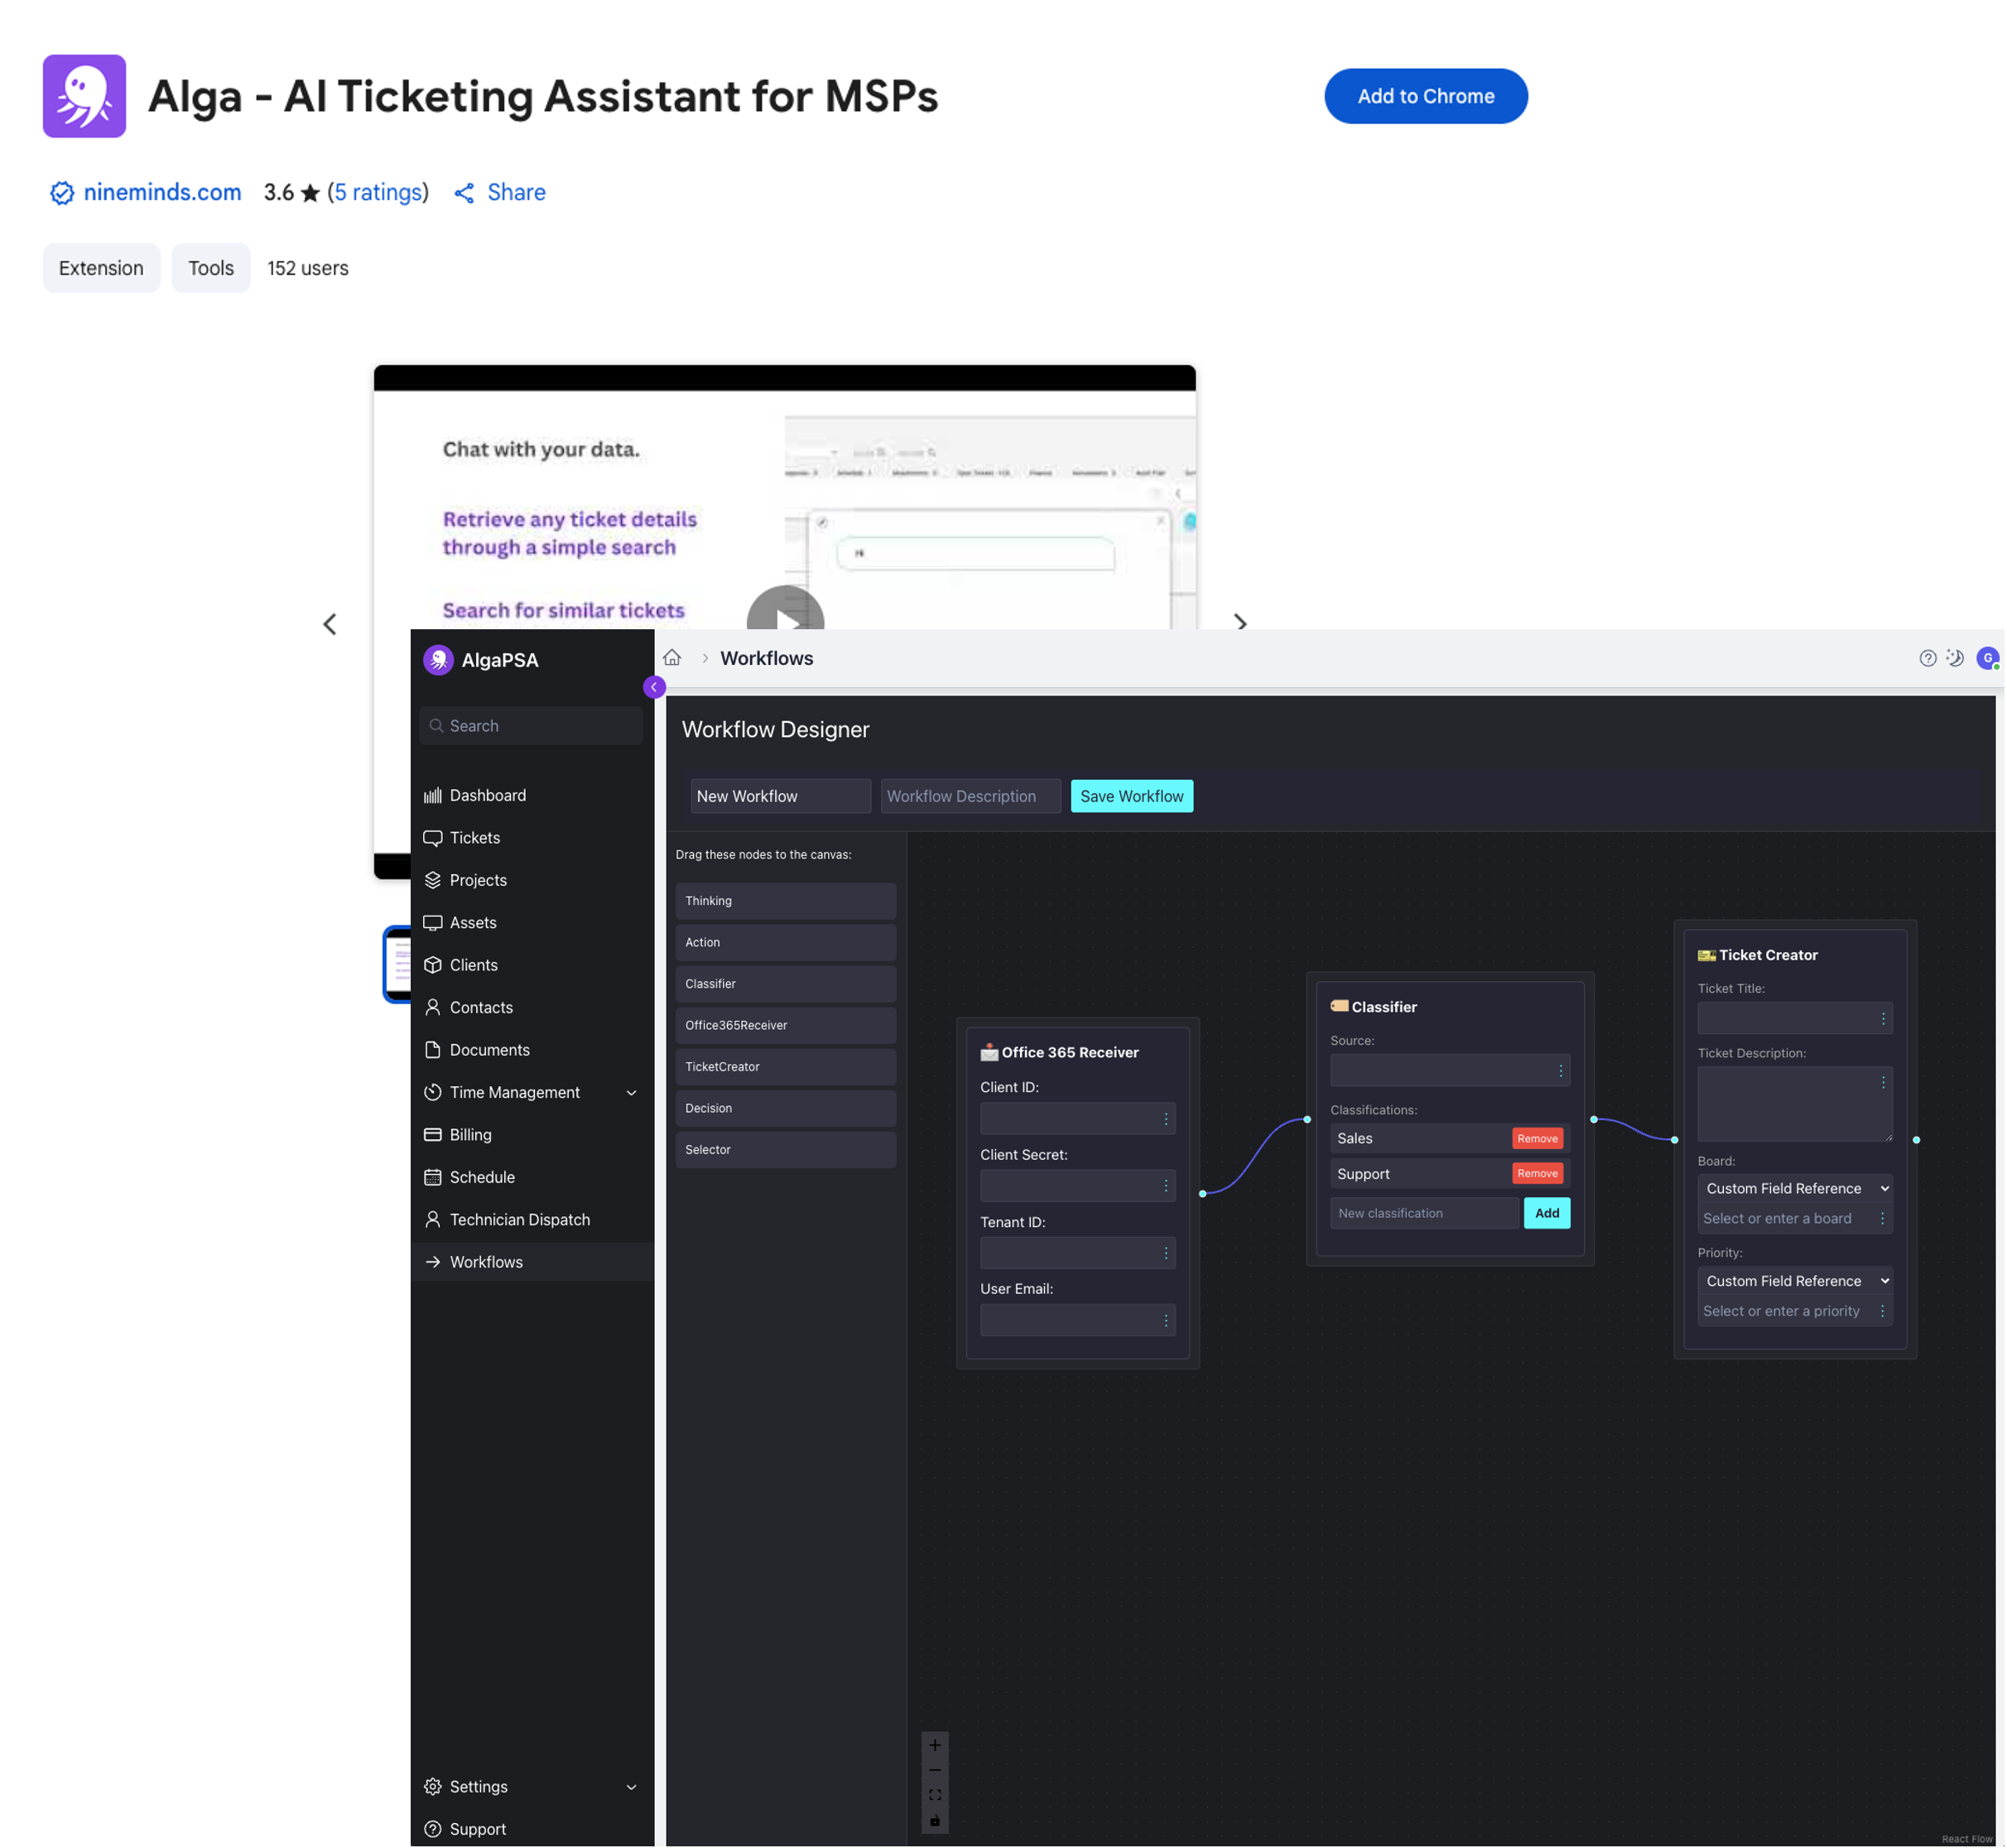 Alga - AI Ticketing Assistant for MSPs
Add to Chrome
nineminds.com 3.6 ★ (5 ratings) Share
Extension Tools 152 users
Chat with your data.
Retrieve any ticket details
through a simple search
Search for similar tickets
Hi
AlgaPSA
Search
Dashboard
Tickets
Projects
Assets
Clients
Contacts
Documents
Time Management
Billing
Schedule
Technician Dispatch
Workflows
Settings
Support
Workflows
G
Workflow Designer
New Workflow
Workflow Description
Save Workflow
Drag these nodes to the canvas:
Thinking
Action
Classifier
Office365Receiver
TicketCreator
Decision
Selector
Office 365 Receiver
Client ID:
Client Secret:
Tenant ID:
User Email:
Classifier
Source:
Classifications:
Sales Remove
Support Remove
New classification Add
Ticket Creator
Ticket Title:
Ticket Description:
Board:
Custom Field Reference
Select or enter a board
Priority:
Custom Field Reference
Select or enter a priority
React Flow